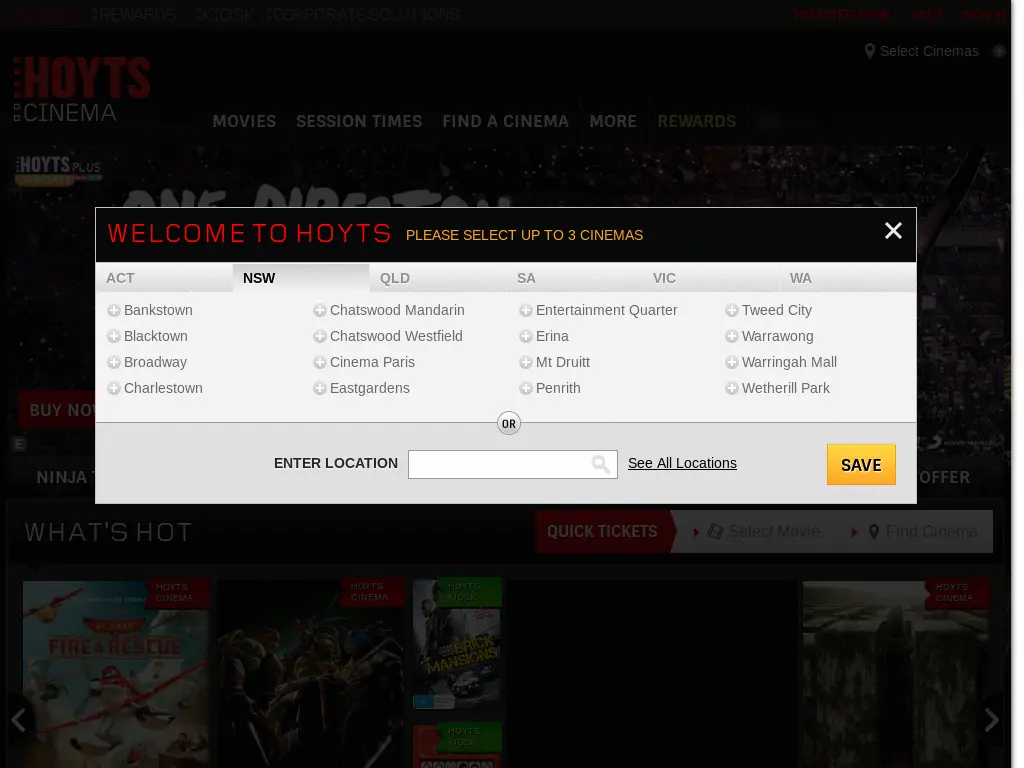 REWARDS KIOSK CORPORATE SOLUTIONS
REGISTER NOW HELP SIGN IN
Select Cinemas
HOYTS
CINEMA
MOVIES SESSION TIMES FIND A CINEMA MORE REWARDS
HOYTS PLUS
ONE DIRECTION
WELCOME TO HOYTS PLEASE SELECT UP TO 3 CINEMAS
ACT NSW QLD SA VIC WA
Bankstown Chatswood Mandarin Entertainment Quarter Tweed City
Blacktown Chatswood Westfield Erina Warrawong
Broadway Cinema Paris Mt Druitt Warringah Mall
Charlestown Eastgardens Penrith Wetherill Park
BUY NOW
OR
E
ENTER LOCATION See All Locations SAVE
NINJA OFFER
WHAT'S HOT
QUICK TICKETS Select Movie Find Cinema
HOYTS CINEMA
HOYTS CINEMA
HOYTS KIOSK
HOYTS CINEMA
FIRE & RESCUE
BRICK MANSIONS
HOYTS KIOSK